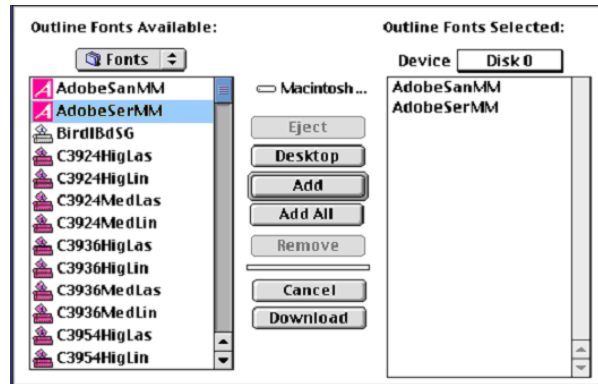 Outline Fonts Available:
Fonts
AdobeSanMM
AdobeSerMM
BirdlBdSG
C3924HigLas
C3924HigLin
C3924MedLas
C3924MedLin
C3936HigLas
C3936HigLin
C3936MedLas
C3936MedLin
C3954HigLas
C3954HigLin
Macintosh...
Eject
Desktop
Add
Add All
Remove
Cancel
Download
Outline Fonts Selected:
Device Disk 0
AdobeSanMM
AdobeSerMM